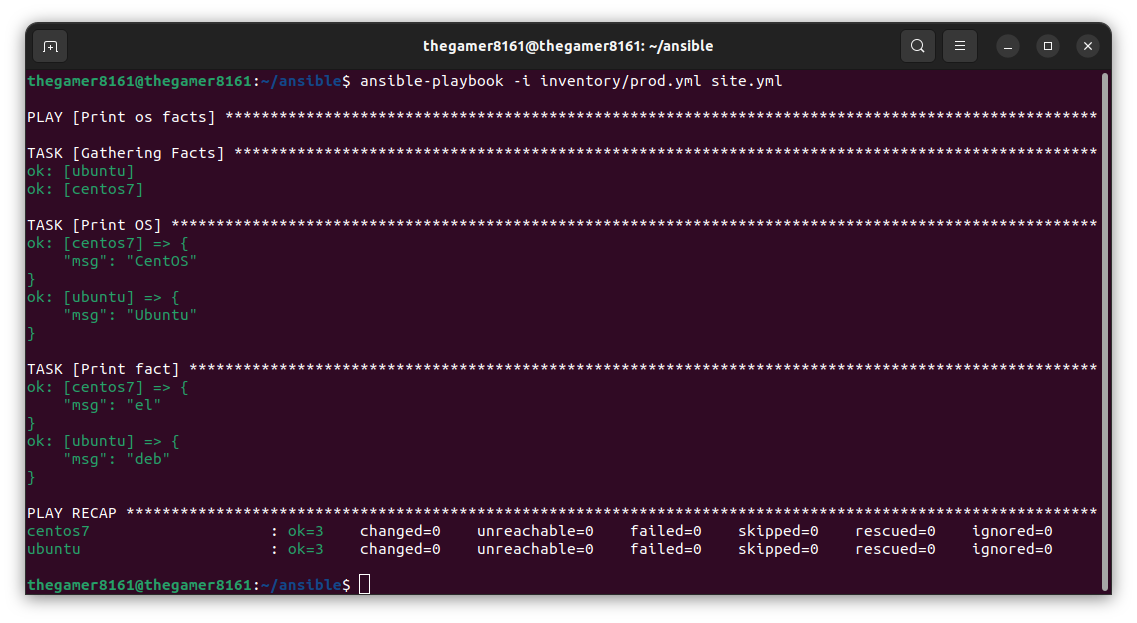 thegamer8161@thegamer8161: ~/ansible
thegamer8161@thegamer8161:~/ansible$ ansible-playbook -i inventory/prod.yml site.yml
PLAY [Print os facts] *************************************************************************************************
TASK [Gathering Facts] ************************************************************************************************
ok: [ubuntu]
ok: [centos7]
TASK [Print OS] *******************************************************************************************************
ok: [centos7] => {
    "msg": "CentOS"
}
ok: [ubuntu] => {
    "msg": "Ubuntu"
}
TASK [Print fact] *****************************************************************************************************
ok: [centos7] => {
    "msg": "el"
}
ok: [ubuntu] => {
    "msg": "deb"
}
PLAY RECAP ************************************************************************************************************
centos7                    : ok=3    changed=0    unreachable=0    failed=0    skipped=0    rescued=0    ignored=0
ubuntu                     : ok=3    changed=0    unreachable=0    failed=0    skipped=0    rescued=0    ignored=0
thegamer8161@thegamer8161:~/ansible$